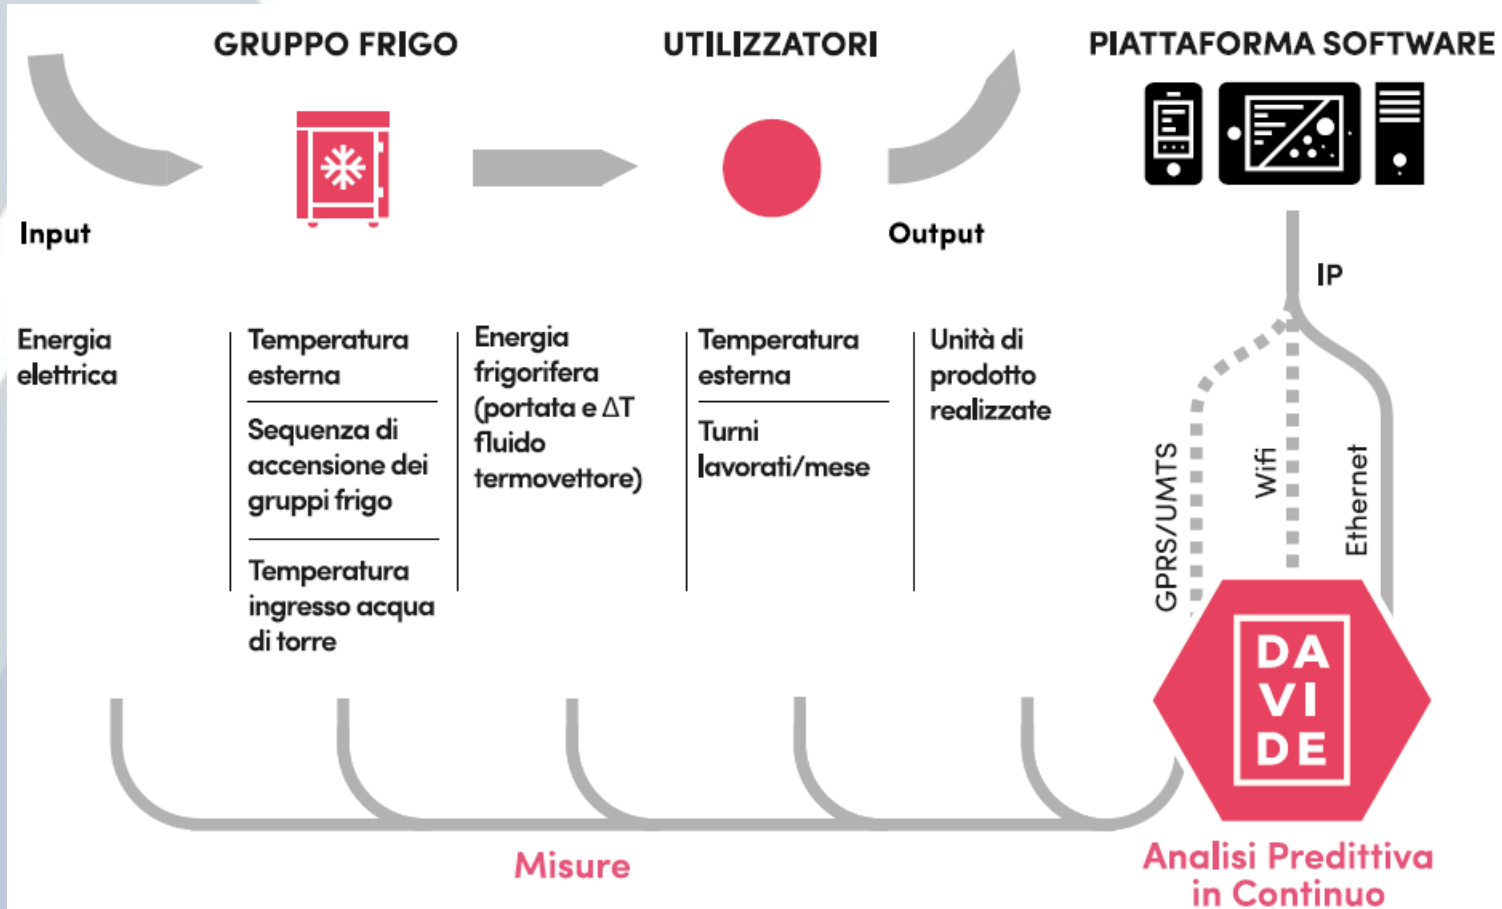 GRUPPO FRIGO
UTILIZZATORI
PIATTAFORMA SOFTWARE
Input
Output
IP
Energia
elettrica
Temperatura
esterna
Sequenza di
accensione dei
gruppi frigo
Temperatura
ingresso acqua
di torre
Energia
frigorifera
(portata e ΔT
fluido
termovettore)
Temperatura
esterna
Turni
lavorati/mese
Unità di
prodotto
realizzate
GPRS/UMTS
Wifi
Ethernet
DA
VI
DE
Misure
Analisi Predittiva
in Continuo